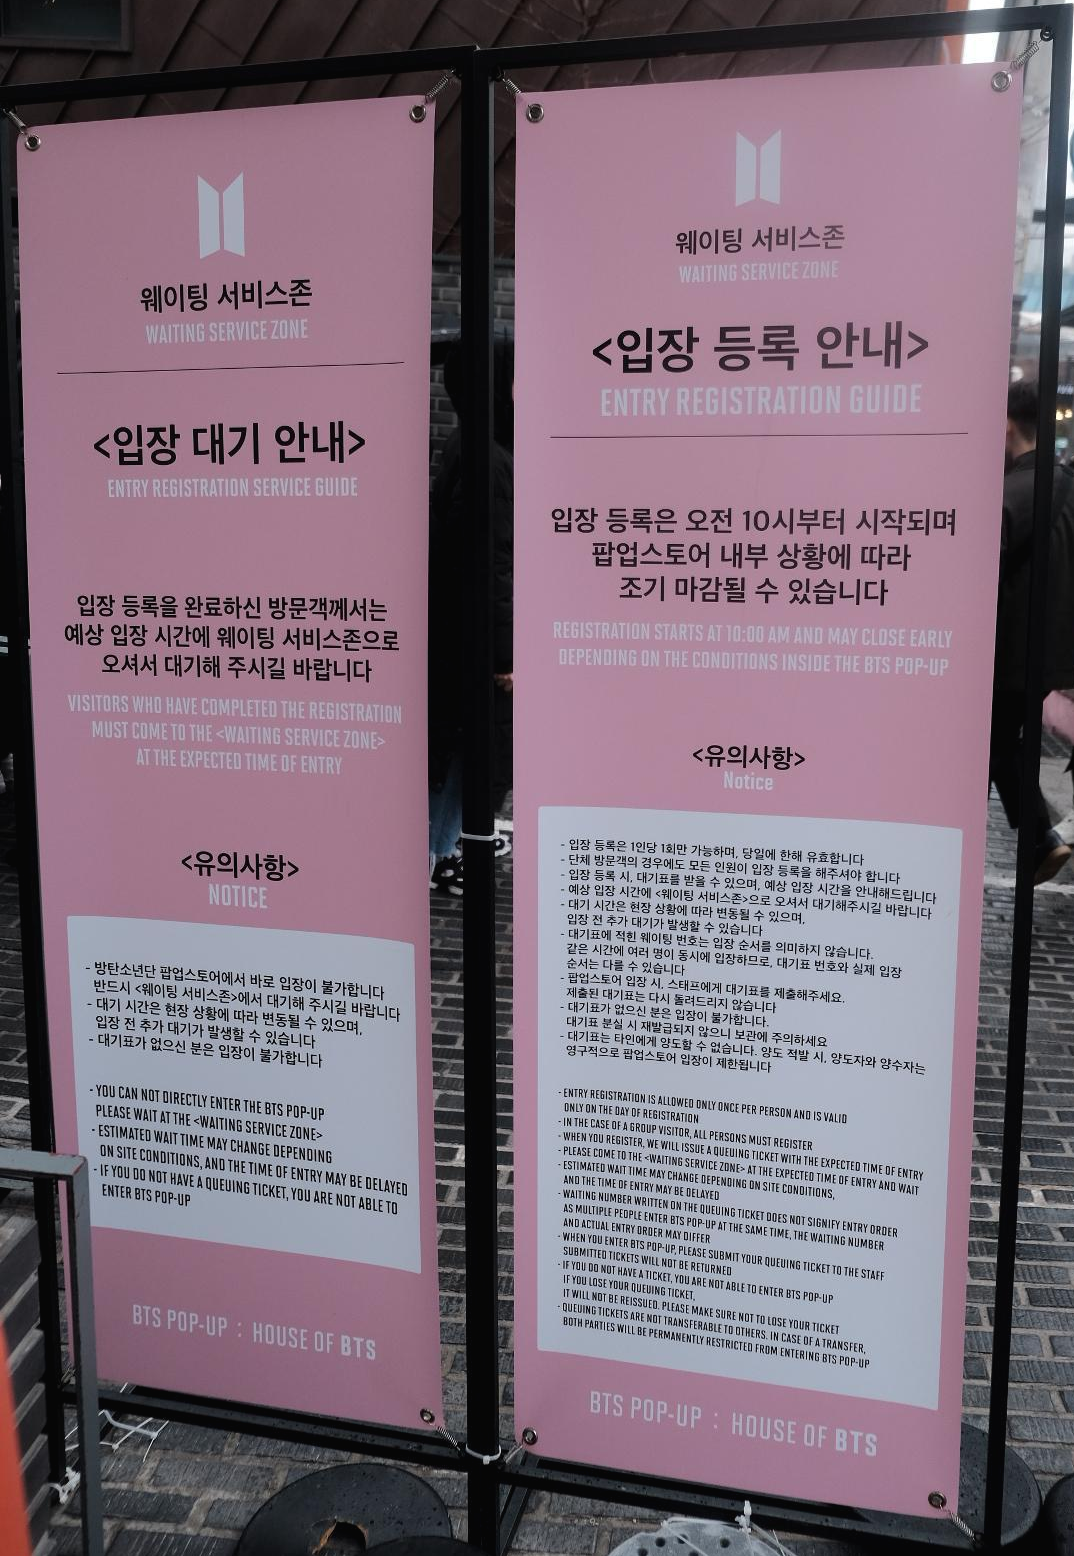 웨이팅 서비스존
WAITING SERVICE ZONE
<입장 대기 안내>
ENTRY REGISTRATION SERVICE GUIDE
입장 등록을 완료하신 방문객께서는
예상 입장 시간에 웨이팅 서비스존으로
오셔서 대기해 주시길 바랍니다
VISITORS WHO HAVE COMPLETED THE REGISTRATION
MUST COME TO THE <WAITING SERVICE ZONE>
AT THE EXPECTED TIME OF ENTRY
<유의사항>
NOTICE
- 방탄소년단 팝업스토어에서 바로 입장이 불가합니다
반드시 <웨이팅 서비스존>에서 대기해 주시길 바랍니다
- 대기 시간은 현장 상황에 따라 변동될 수 있으며,
입장 전 추가 대기가 발생할 수 있습니다
- 대기표가 없으신 분은 입장이 불가합니다
- YOU CAN NOT DIRECTLY ENTER THE BTS POP-UP
PLEASE WAIT AT THE <WAITING SERVICE ZONE>
- ESTIMATED WAIT TIME MAY CHANGE DEPENDING
ON SITE CONDITIONS, AND THE TIME OF ENTRY MAY BE DELAYED
- IF YOU DO NOT HAVE A QUEUING TICKET, YOU ARE NOT ABLE TO
ENTER BTS POP-UP
BTS POP-UP : HOUSE OF BTS
웨이팅 서비스존
WAITING SERVICE ZONE
<입장 등록 안내>
ENTRY REGISTRATION GUIDE
입장 등록은 오전 10시부터 시작되며
팝업스토어 내부 상황에 따라
조기 마감될 수 있습니다
REGISTRATION STARTS AT 10:00 AM AND MAY CLOSE EARLY
DEPENDING ON THE CONDITIONS INSIDE THE BTS POP-UP
<유의사항>
Notice
- 입장 등록은 1인당 1회만 가능하며, 당일에 한해 유효합니다
- 단체 방문객의 경우에도 모든 인원이 입장 등록을 해주셔야 합니다
- 입장 등록 시, 대기표를 받을 수 있으며, 예상 입장 시간을 안내해드립니다
- 예상 입장 시간에 <웨이팅 서비스존>으로 오셔서 대기해주시길 바랍니다
- 대기 시간은 현장 상황에 따라 변동될 수 있으며,
입장 전 추가 대기가 발생할 수 있습니다
- 대기표에 적힌 웨이팅 번호는 입장 순서를 의미하지 않습니다.
같은 시간에 여러 명이 동시에 입장하므로, 대기표 번호와 실제 입장
순서는 다를 수 있습니다
- 팝업스토어 입장 시, 스태프에게 대기표를 제출해주세요.
제출된 대기표는 다시 돌려드리지 않습니다
- 대기표가 없으신 분은 입장이 불가합니다.
대기표 분실 시 재발급되지 않으니 보관에 주의하세요
- 대기표는 타인에게 양도할 수 없습니다. 양도 적발 시, 양도자와 양수자는
영구적으로 팝업스토어 입장이 제한됩니다
- ENTRY REGISTRATION IS ALLOWED ONLY ONCE PER PERSON AND IS VALID
ONLY ON THE DAY OF REGISTRATION
- IN THE CASE OF A GROUP VISITOR, ALL PERSONS MUST REGISTER
- WHEN YOU REGISTER, WE WILL ISSUE A QUEUING TICKET WITH THE EXPECTED TIME OF ENTRY
- PLEASE COME TO THE <WAITING SERVICE ZONE> AT THE EXPECTED TIME OF ENTRY AND WAIT
- ESTIMATED WAIT TIME MAY CHANGE DEPENDING ON SITE CONDITIONS,
AND THE TIME OF ENTRY MAY BE DELAYED
- WAITING NUMBER WRITTEN ON THE QUEUING TICKET DOES NOT SIGNIFY ENTRY ORDER
AS MULTIPLE PEOPLE ENTER BTS POP-UP AT THE SAME TIME, THE WAITING NUMBER
AND ACTUAL ENTRY ORDER MAY DIFFER
- WHEN YOU ENTER BTS POP-UP, PLEASE SUBMIT YOUR QUEUING TICKET TO THE STAFF
SUBMITTED TICKETS WILL NOT BE RETURNED
- IF YOU DO NOT HAVE A TICKET, YOU ARE NOT ABLE TO ENTER BTS POP-UP
IF YOU LOSE YOUR QUEUING TICKET,
IT WILL NOT BE REISSUED. PLEASE MAKE SURE NOT TO LOSE YOUR TICKET
- QUEUING TICKETS ARE NOT TRANSFERABLE TO OTHERS. IN CASE OF A TRANSFER,
BOTH PARTIES WILL BE PERMANENTLY RESTRICTED FROM ENTERING BTS POP-UP
BTS POP-UP : HOUSE OF BTS